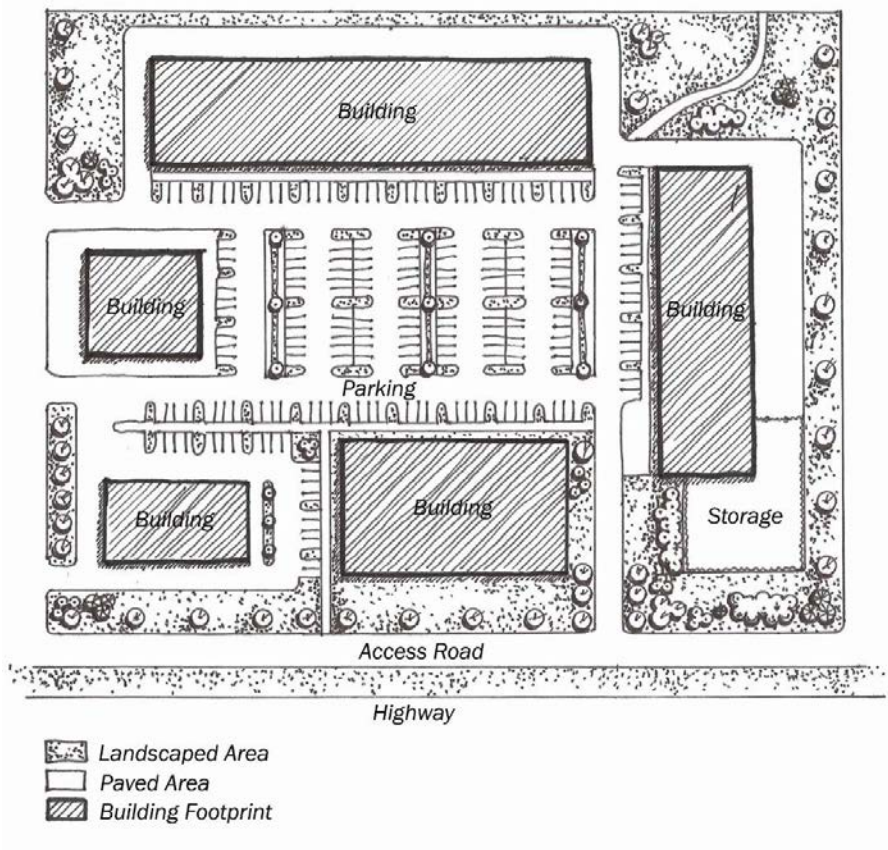 Building
Building
Building
Parking
Building
Building
Storage
Access Road
Highway
Landscaped Area
Paved Area
Building Footprint